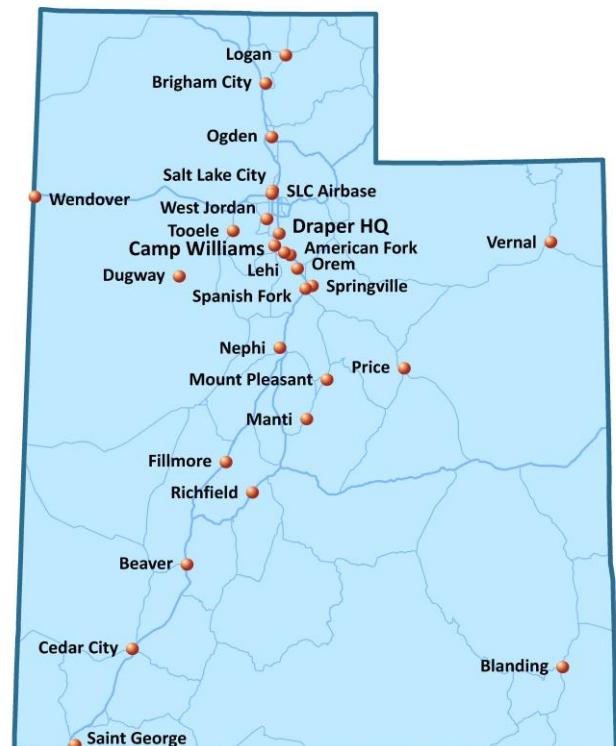 Logan
Brigham City
Ogden
Salt Lake City
SLC Airbase
Wendover
West Jordan
Tooele
Draper HQ
Vernal
Camp Williams
American Fork
Lehi
Orem
Dugway
Spanish Fork
Springville
Nephi
Price
Mount Pleasant
Manti
Fillmore
Richfield
Beaver
Cedar City
Blanding
Saint George